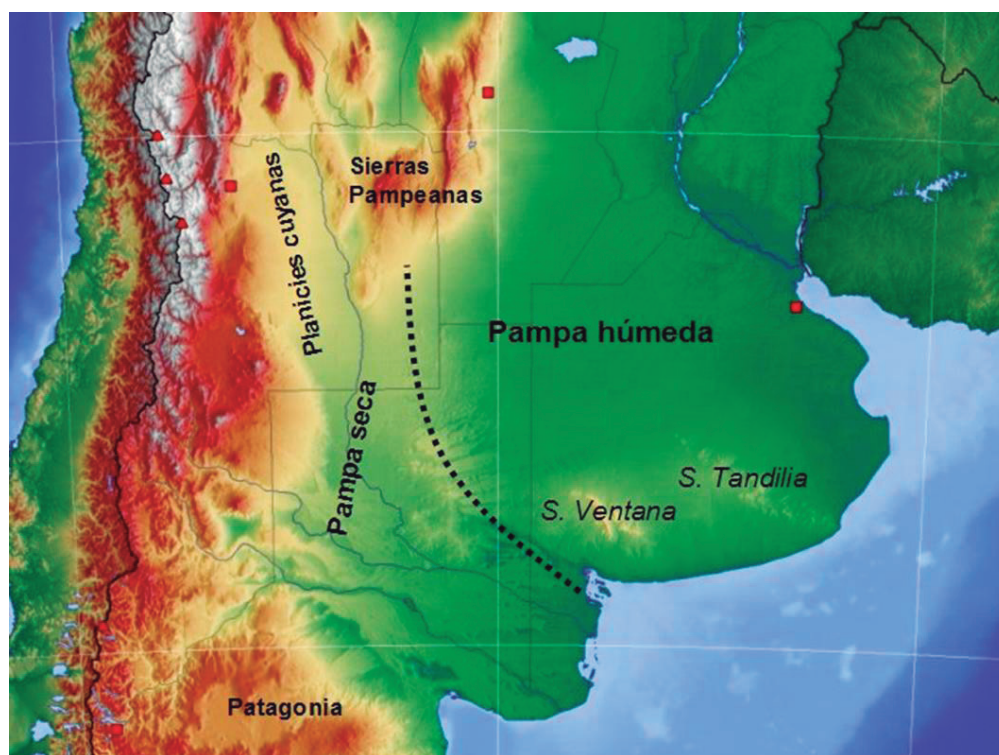 Sierras
Pampeanas
Planicies cuyanas
Pampa húmeda
Pampa seca
S. Tandilia
S. Ventana
Patagonia